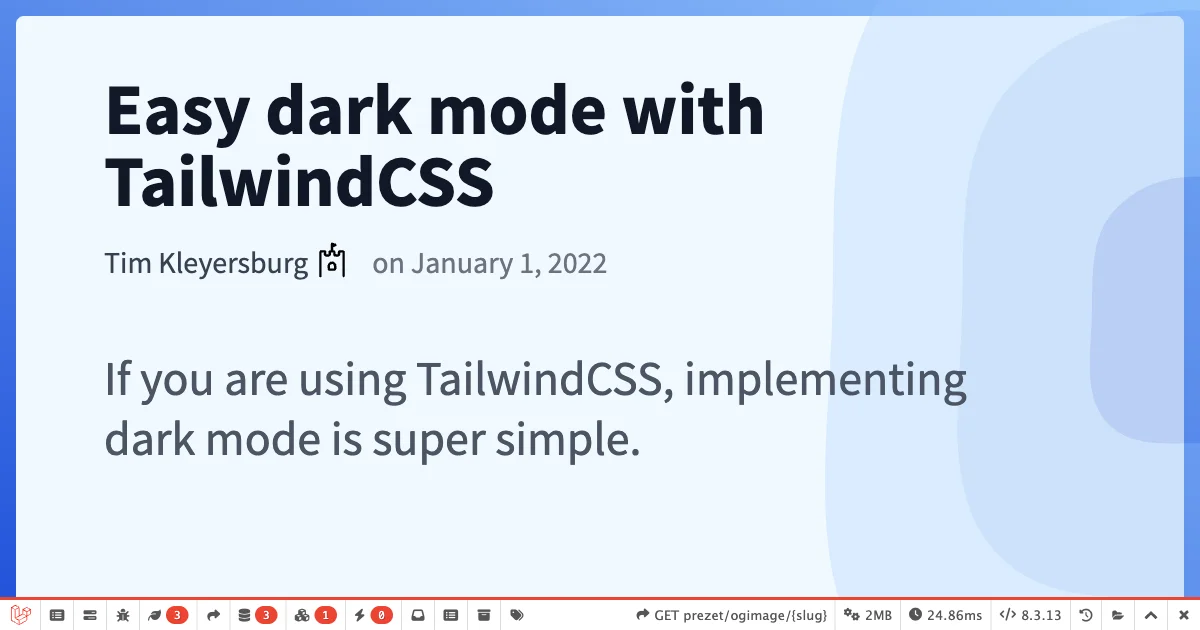 Easy dark mode with
TailwindCSS
Tim Kleyersburg on January 1, 2022
If you are using TailwindCSS, implementing
dark mode is super simple.
3 3 1 0 GET prezet/ogimage/{slug} 2MB 24.86ms 8.3.13